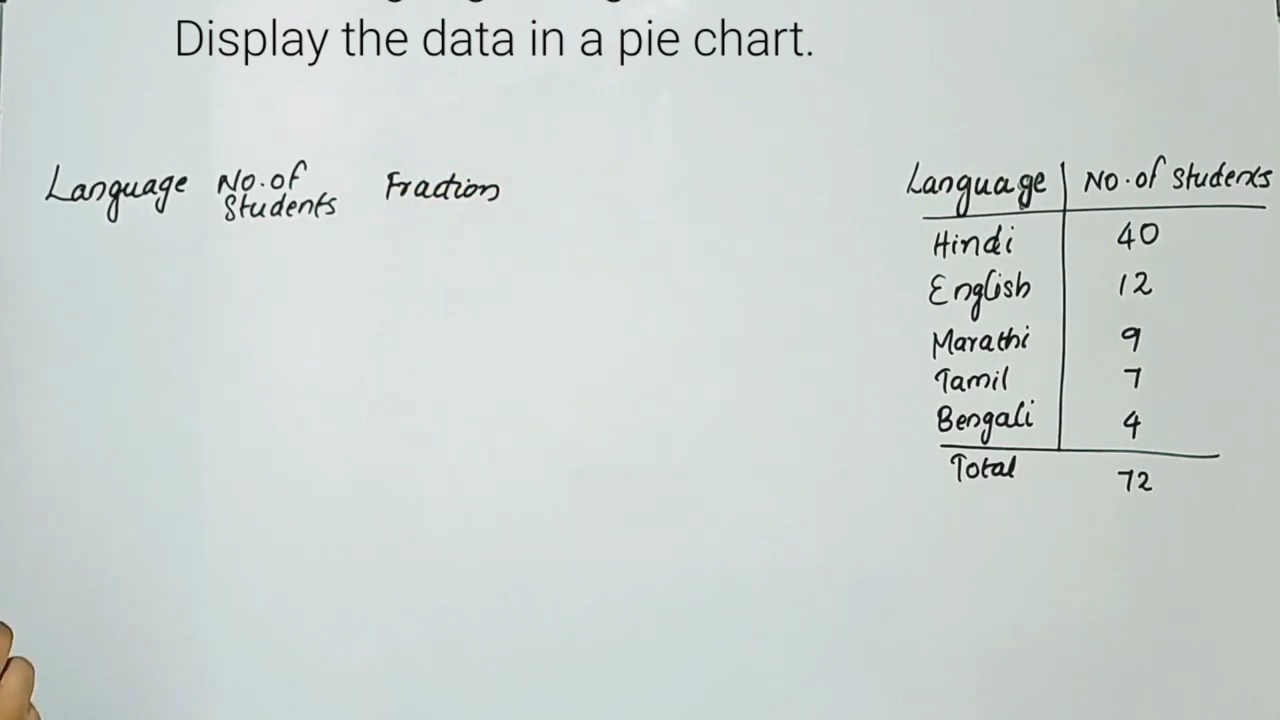 Display the data in a pie chart.
Language No. of Students Fraction
Language No. of students
Hindi 40
English 12
Marathi 9
Tamil 7
Bengali 4
Total 72